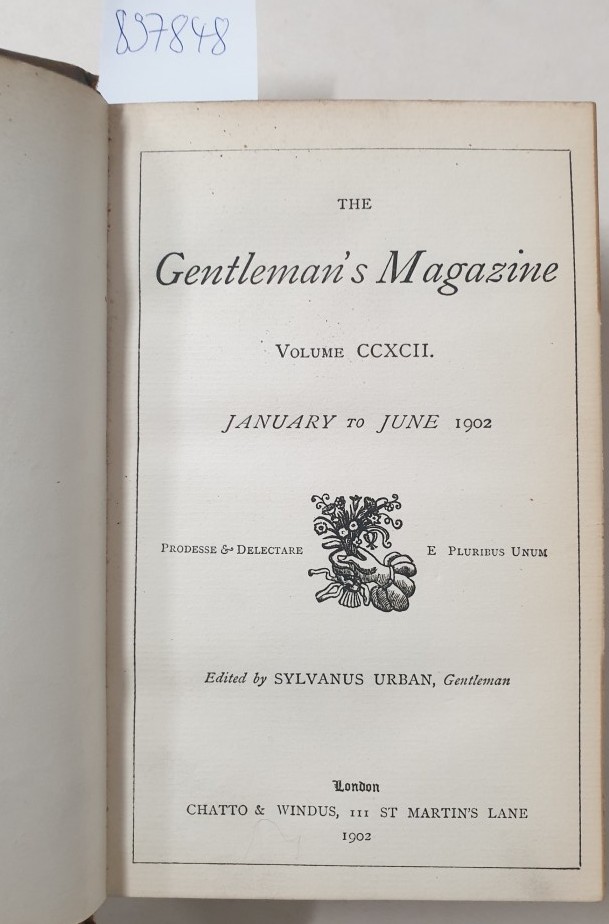 897848
THE
Gentleman's Magazine
VOLUME CCXCII.
JANUARY TO JUNE 1902
PRODESSE & DELECTARE E PLURIBUS UNUM
Edited by SYLVANUS URBAN, Gentleman
London
CHATTO & WINDUS, 111 ST MARTIN'S LANE
1902